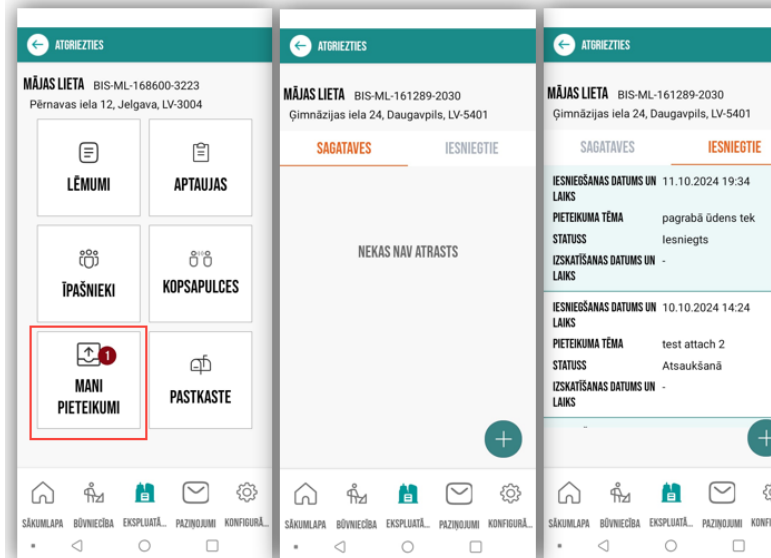 ATGRIEZTIES
MĀJAS LIETA BIS-ML-168600-3223
Pērnavas iela 12, Jelgava, LV-3004
LĒMUMI
APTAUJAS
ĪPAŠNIEKI
KOPSAPULCES
1
MANI
PIETEIKUMI
PASTKASTE
SĀKUMLAPA BŪVNIECĪBA EKSPLUATĀ... PAZIŅOJUMI KONFIGURĀ...
ATGRIEZTIES
MĀJAS LIETA BIS-ML-161289-2030
Ģimnāzijas iela 24, Daugavpils, LV-5401
SAGATAVES IESNIEGTIE
NEKAS NAV ATRASTS
SĀKUMLAPA BŪVNIECĪBA EKSPLUATĀ... PAZIŅOJUMI KONFIGURĀ...
ATGRIEZTIES
MĀJAS LIETA BIS-ML-161289-2030
Ģimnāzijas iela 24, Daugavpils, LV-5401
SAGATAVES IESNIEGTIE
IESNIEGŠANAS DATUMS UN 11.10.2024 19:34
LAIKS
PIETEIKUMA TĒMA pagrabā ūdens tek
STATUSS Iesniegts
IZSKATĪŠANAS DATUMS UN -
LAIKS
IESNIEGŠANAS DATUMS UN 10.10.2024 14:24
LAIKS
PIETEIKUMA TĒMA test attach 2
STATUSS Atsaukšanā
IZSKATĪŠANAS DATUMS UN -
LAIKS
SĀKUMLAPA BŪVNIECĪBA EKSPLUATĀ... PAZIŅOJUMI KONFI